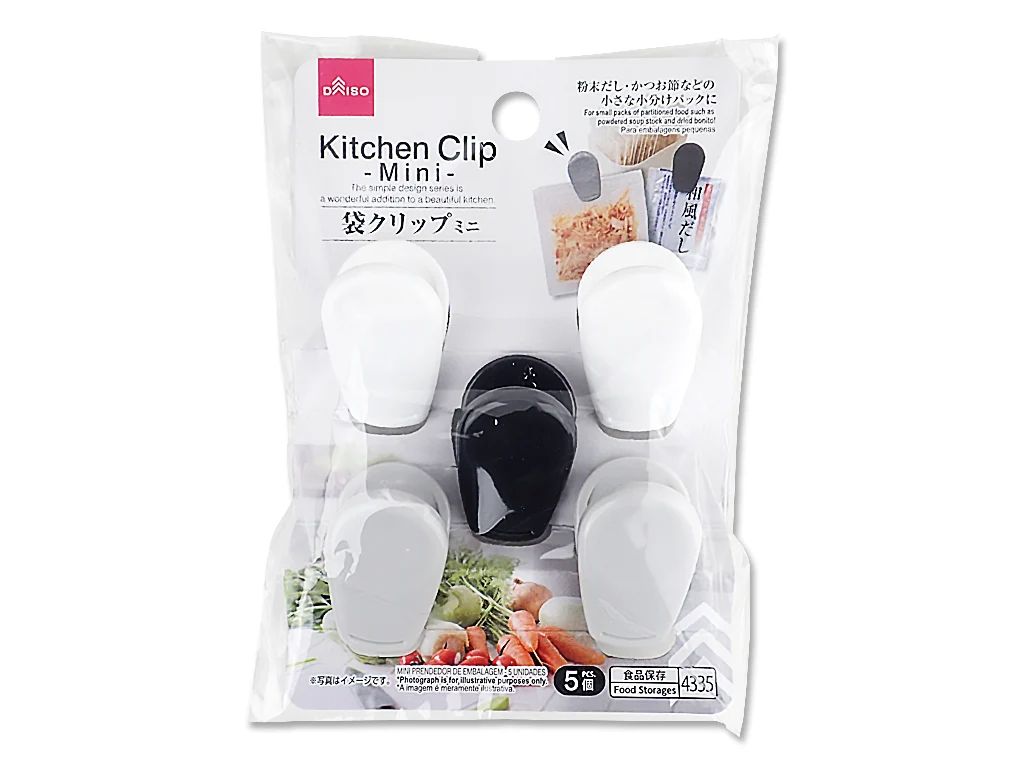 DAISO
粉末だし・かつお節などの
小さな小分けパックに
For small packs of partitioned food such as
powdered soup stock and dried bonito!
Para embalagens pequenas
Kitchen Clip
-Mini-
The simple design series is
a wonderful addition to a beautiful kitchen.
袋クリップミニ
和風だし
MINI PRENDEDOR DE EMBALAGEM - 5 UNIDADES
※写真はイメージです。
*Photograph is for illustrative purposes only.
*A imagem é meramente ilustrativa.
5 PCS. 個
食品保存
Food Storages
4335